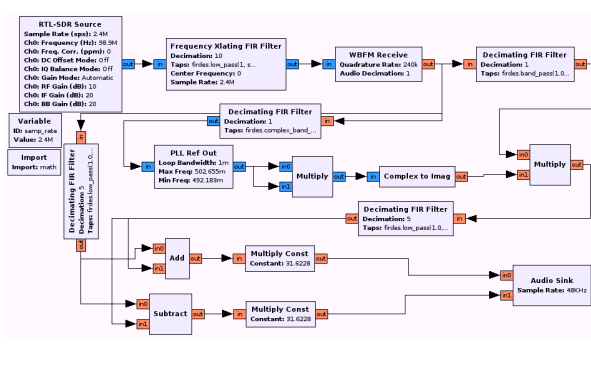 RTL-SDR Source
Sample Rate (sps): 2.4M
Ch0: Frequency (Hz): 98.9M
Ch0: Freq. Corr. (ppm): 0
Ch0: DC Offset Mode: Off
Ch0: IQ Balance Mode: Off
Ch0: Gain Mode: Automatic
Ch0: RF Gain (dB): 10
Ch0: IF Gain (dB): 20
Ch0: BB Gain (dB): 20
out
in
Frequency Xlating FIR Filter
Decimation: 10
Taps: firdes.low_pass(1, s...
Center Frequency: 0
Sample Rate: 2.4M
out
in
WBFM Receive
Quadrature Rate: 240k
Audio Decimation: 1
out
in
Decimating FIR Filter
Decimation: 1
Taps: firdes.band_pass(1.0...
out
Variable
ID: samp_rate
Value: 2.4M
Import
Import: math
out
Decimating FIR Filter
Decimation: 1
Taps: firdes.complex_band_...
in
in
Decimating FIR Filter
Decimation: 5
Taps: firdes.low_pass(1.0,...
out
in
PLL Ref Out
Loop Bandwidth: 1m
Max Freq: 502.655m
Min Freq: 492.183m
out
in0
in1
Multiply
out
in
Complex to Imag
out
in0
in1
Multiply
out
out
Decimating FIR Filter
Decimation: 5
Taps: firdes.low_pass(1.0,...
in
in0
in1
Add
out
in
Multiply Const
Constant: 31.6228
out
in0
in1
Subtract
out
in
Multiply Const
Constant: 31.6228
out
in0
in1
Audio Sink
Sample Rate: 48KHz